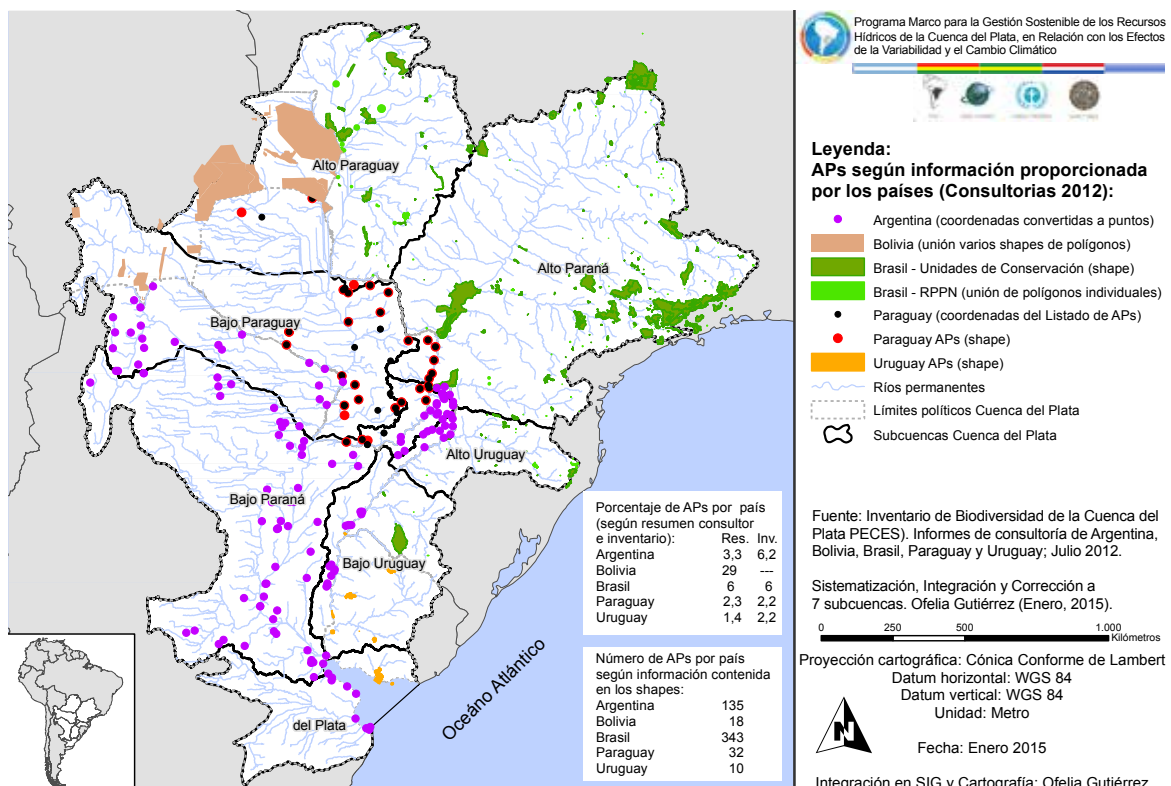 Alto Paraguay
Alto Paraná
Bajo Paraguay
Alto Uruguay
Bajo Paraná
Bajo Uruguay
del Plata
Oceáno Atlántico
Porcentaje de APs por país
(según resumen consultor
e inventario): Res. Inv.
Argentina 3,3 6,2
Bolivia 29 ---
Brasil 6 6
Paraguay 2,3 2,2
Uruguay 1,4 2,2
Número de APs por país
según información contenida
en los shapes:
Argentina 135
Bolivia 18
Brasil 343
Paraguay 32
Uruguay 10
Programa Marco para la Gestión Sostenible de los Recursos
Hídricos de la Cuenca del Plata, en Relación con los Efectos
de la Variabilidad y el Cambio Climático
Leyenda:
APs según información proporcionada
por los países (Consultorias 2012):
Argentina (coordenadas convertidas a puntos)
Bolivia (unión varios shapes de polígonos)
Brasil - Unidades de Conservación (shape)
Brasil - RPPN (unión de polígonos individuales)
Paraguay (coordenadas del Listado de APs)
Paraguay APs (shape)
Uruguay APs (shape)
Ríos permanentes
Límites políticos Cuenca del Plata
Subcuencas Cuenca del Plata
Fuente: Inventario de Biodiversidad de la Cuenca del
Plata PECES). Informes de consultoría de Argentina,
Bolivia, Brasil, Paraguay y Uruguay; Julio 2012.
Sistematización, Integración y Corrección a
7 subcuencas. Ofelia Gutiérrez (Enero, 2015).
0 250 500 1.000
Kilómetros
Proyección cartográfica: Cónica Conforme de Lambert
Datum horizontal: WGS 84
Datum vertical: WGS 84
Unidad: Metro
N
Fecha: Enero 2015
Integración en SIG y Cartografía: Ofelia Gutiérrez